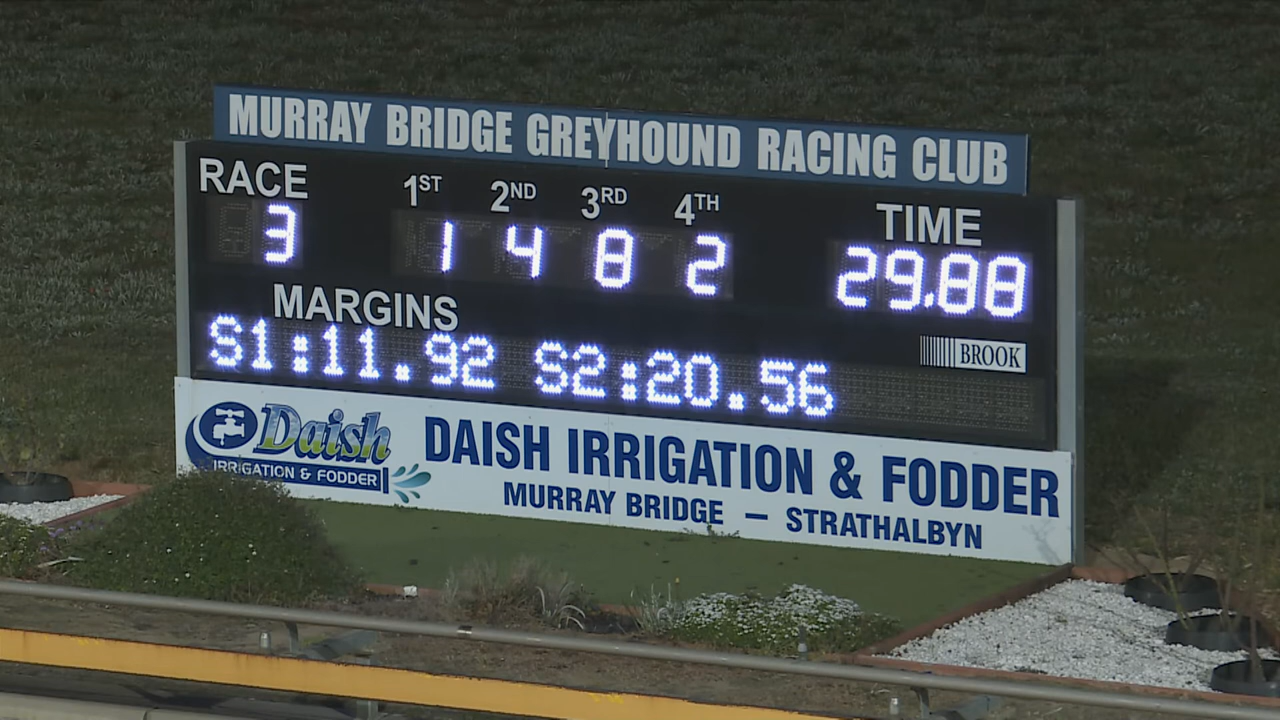 MURRAY BRIDGE GREYHOUND RACING CLUB
RACE 1ST 2ND 3RD 4TH TIME
3 1 4 8 2 29.88
MARGINS
S1:11.92 S2:20.56
BROOK
Daish
IRRIGATION & FODDER
DAISH IRRIGATION & FODDER
MURRAY BRIDGE – STRATHALBYN